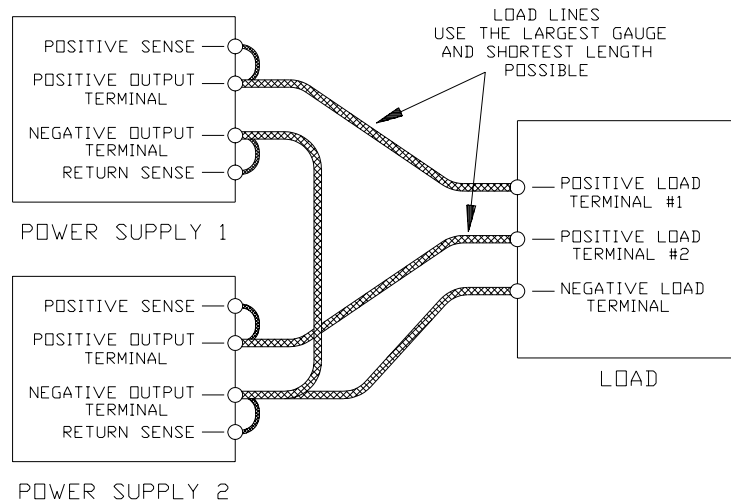 LOAD LINES
USE THE LARGEST GAUGE
AND SHORTEST LENGTH
POSSIBLE
POSITIVE SENSE
POSITIVE OUTPUT
TERMINAL
NEGATIVE OUTPUT
TERMINAL
RETURN SENSE
POWER SUPPLY 1
POSITIVE LOAD
TERMINAL #1
POSITIVE LOAD
TERMINAL #2
NEGATIVE LOAD
TERMINAL
LOAD
POSITIVE SENSE
POSITIVE OUTPUT
TERMINAL
NEGATIVE OUTPUT
TERMINAL
RETURN SENSE
POWER SUPPLY 2